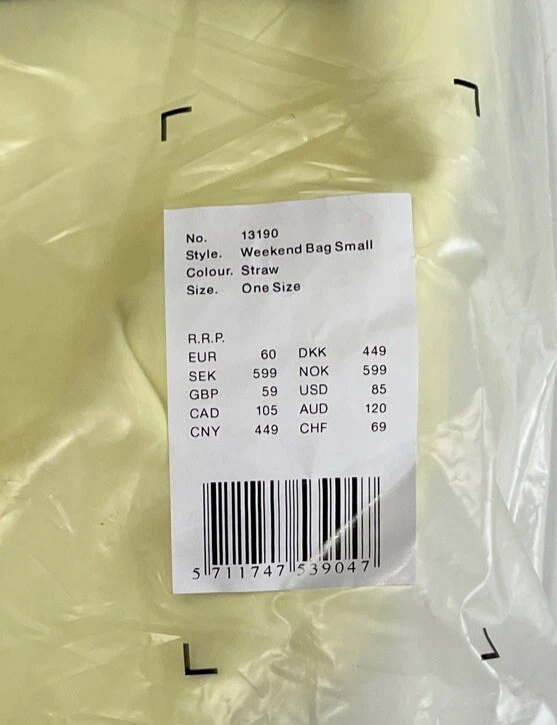 No. 13190
Style. Weekend Bag Small
Colour. Straw
Size. One Size
R.R.P.
EUR 60 DKK 449
SEK 599 NOK 599
GBP 59 USD 85
CAD 105 AUD 120
CNY 449 CHF 69
5 711747 539047